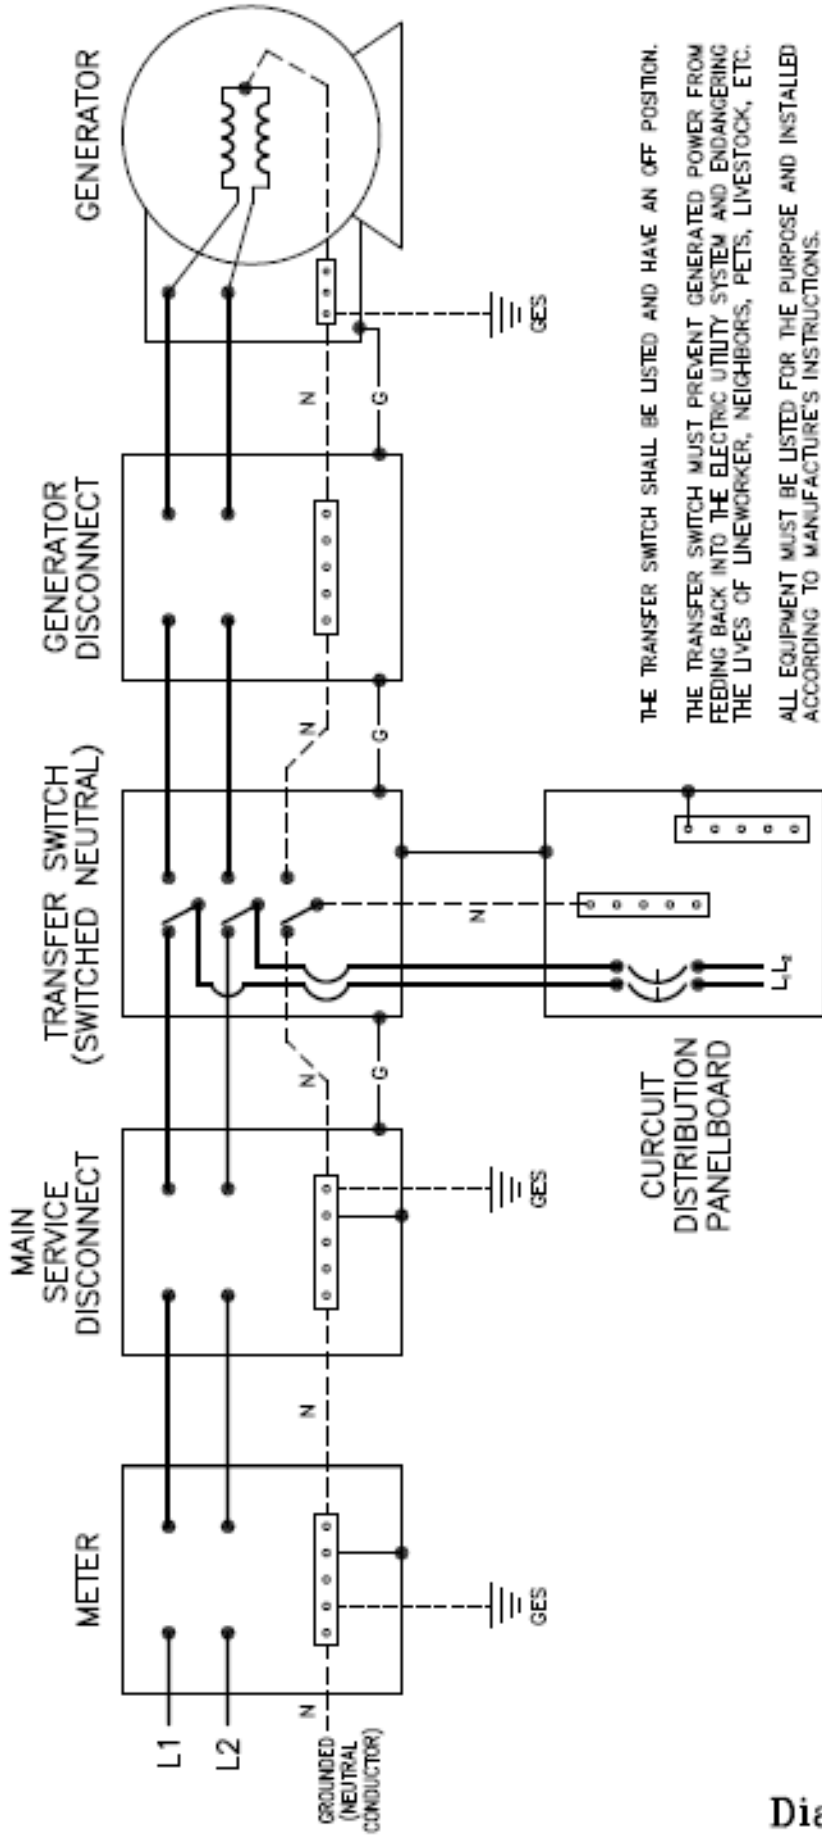 METER
MAIN
SERVICE
DISCONNECT
TRANSFER SWITCH
(SWITCHED NEUTRAL)
GENERATOR
DISCONNECT
GENERATOR
L1
L2
N
N
N
N
N
GROUNDED
(NEUTRAL
CONDUCTOR)
G
G
G
GES
GES
GES
N
L1 L2
CURCUIT
DISTRIBUTION
PANELBOARD
THE TRANSFER SWITCH SHALL BE LISTED AND HAVE AN OFF POSITION.
THE TRANSFER SWITCH MUST PREVENT GENERATED POWER FROM
FEEDING BACK INTO THE ELECTRIC UTILITY SYSTEM AND ENDANGERING
THE LIVES OF LINEWORKER, NEIGHBORS, PETS, LIVESTOCK, ETC.
ALL EQUIPMENT MUST BE LISTED FOR THE PURPOSE AND INSTALLED
ACCORDING TO MANUFACTURE'S INSTRUCTIONS.
Dia